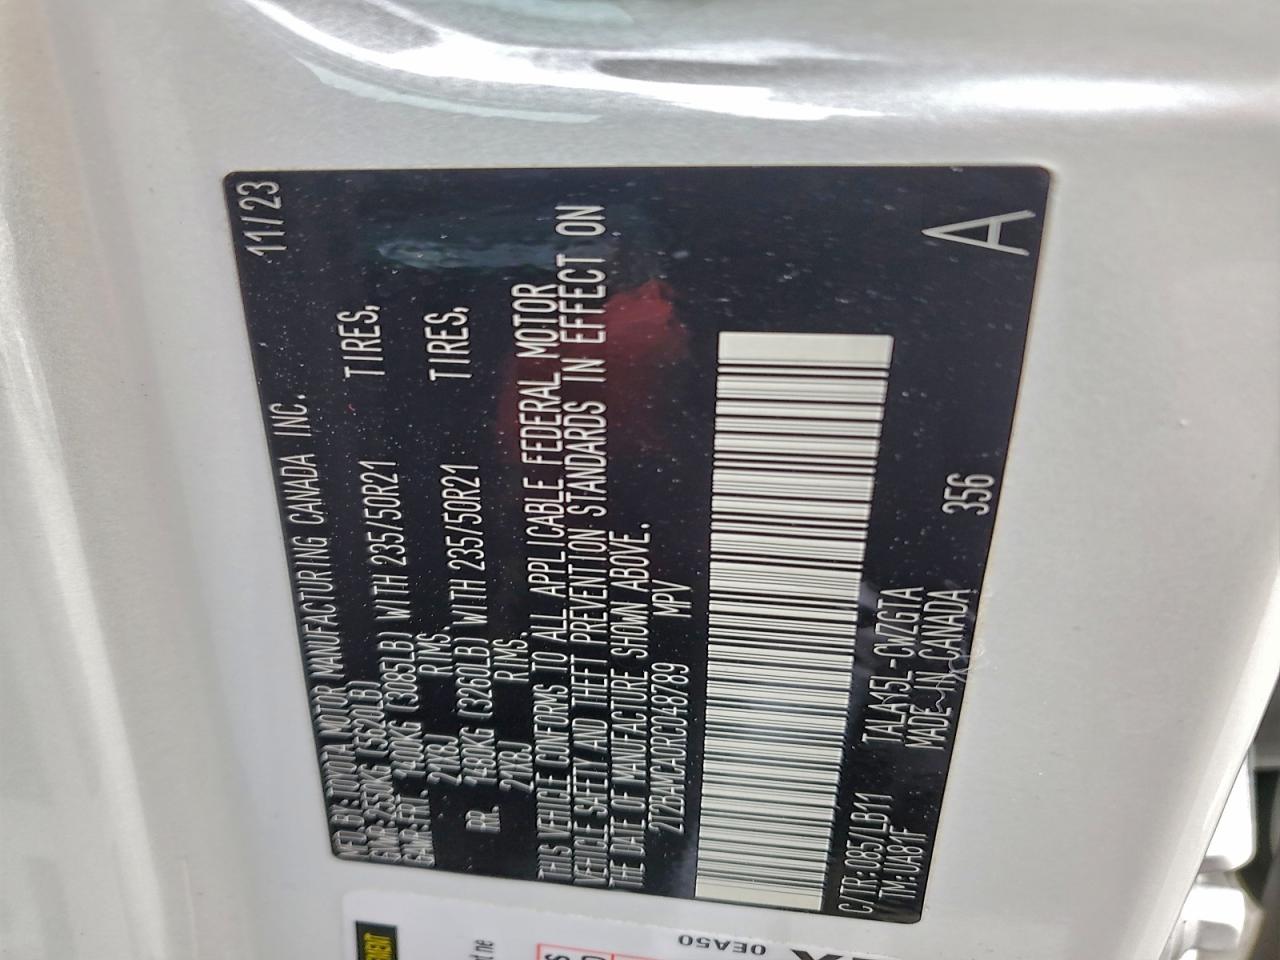 MFD. BY: TOYOTA MOTOR MANUFACTURING CANADA INC. 11/23
GVWR: 2550KG (5620LB)
GAWR: FRT. 1400KG (3085LB) WITH 235/50R21 TIRES,
21X8J RIMS,
RR. 1480KG (3260LB) WITH 235/50R21 TIRES,
21X8J RIMS.
THIS VEHICLE CONFORMS TO ALL APPLICABLE FEDERAL MOTOR
VEHICLE SAFETY AND THEFT PREVENTION STANDARDS IN EFFECT ON
THE DATE OF MANUFACTURE SHOWN ABOVE.
MPV
C/TR: 085/LB11 TALA15L-CWZGTA 356 A
TM: UAB1F MADE IN CANADA
0EA50